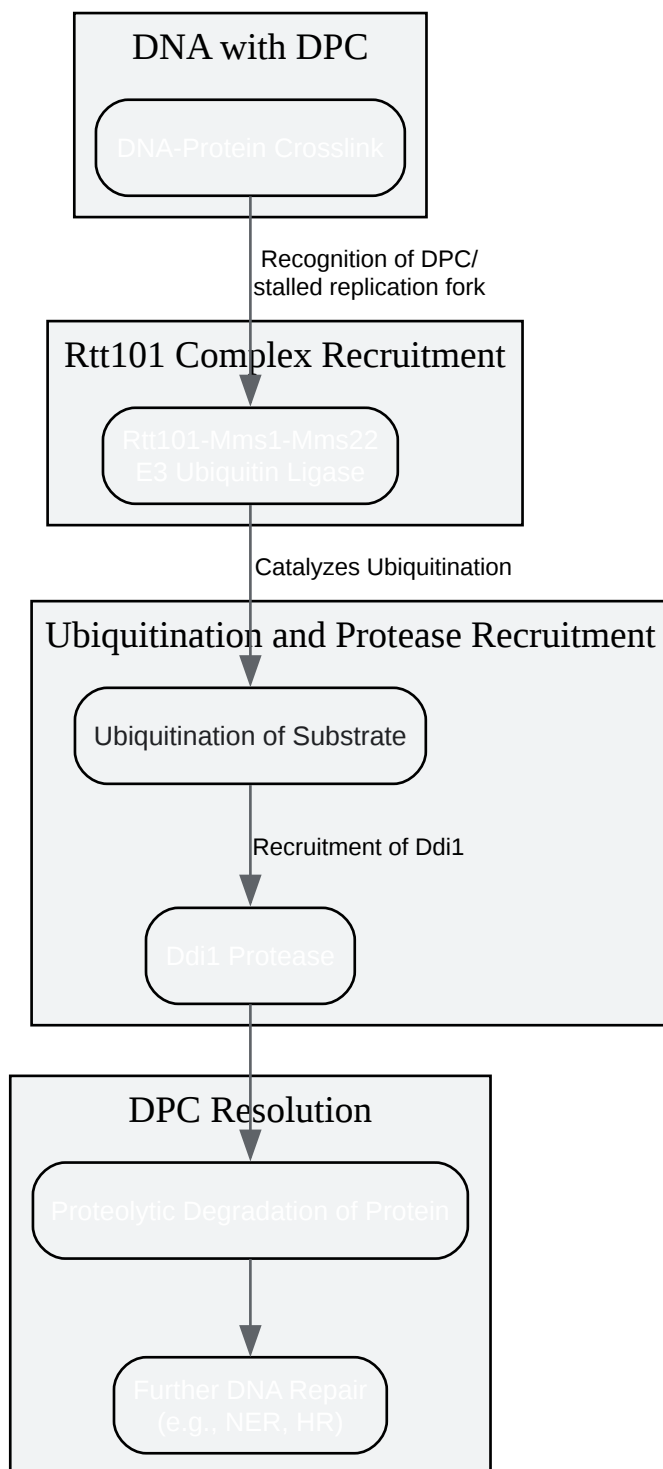 DNA with DPC
DNA-Protein Crosslink
Recognition of DPC/
stalled replication fork
Rtt101 Complex Recruitment
Rtt101-Mms1-Mms22
E3 Ubiquitin Ligase
Catalyzes Ubiquitination
Ubiquitination and Protease Recruitment
Ubiquitination of Substrate
Recruitment of Ddi1
Ddi1 Protease
DPC Resolution
Proteolytic Degradation of Protein
Further DNA Repair
(e.g., NER, HR)